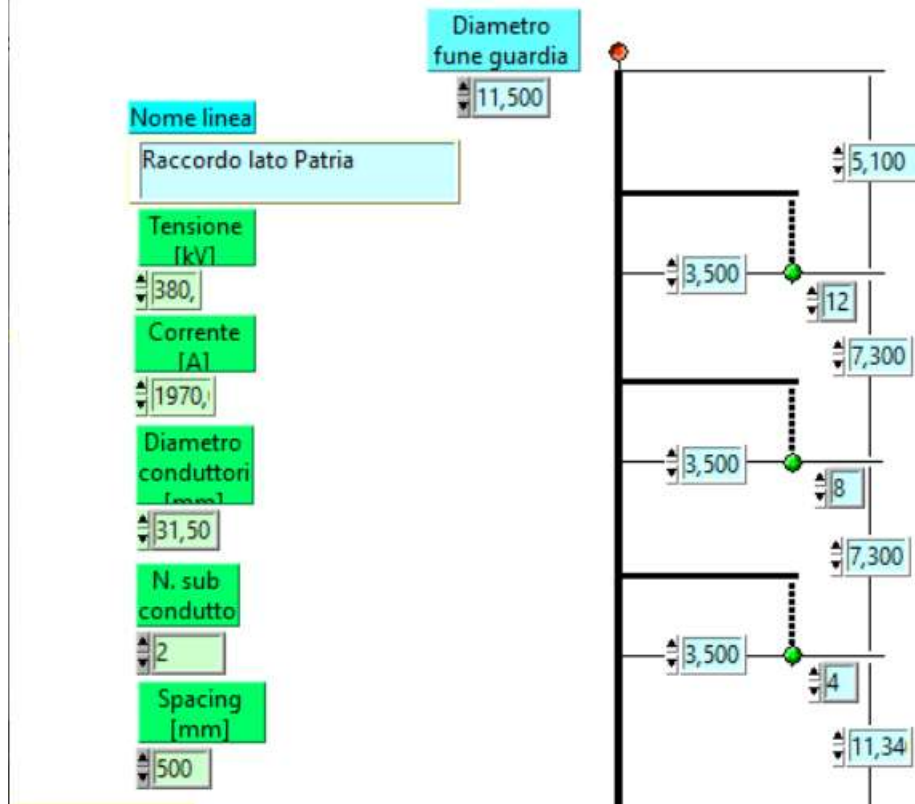 Diametro
fune guardia
11,500
Nome linea
Raccordo lato Patria
5,100
Tensione
[kV]
380,
3,500
12
Corrente
[A]
1970,
7,300
Diametro
conduttori
[mm]
31,50
3,500
8
N. sub
condutto
2
7,300
3,500
4
Spacing
[mm]
500
11,34